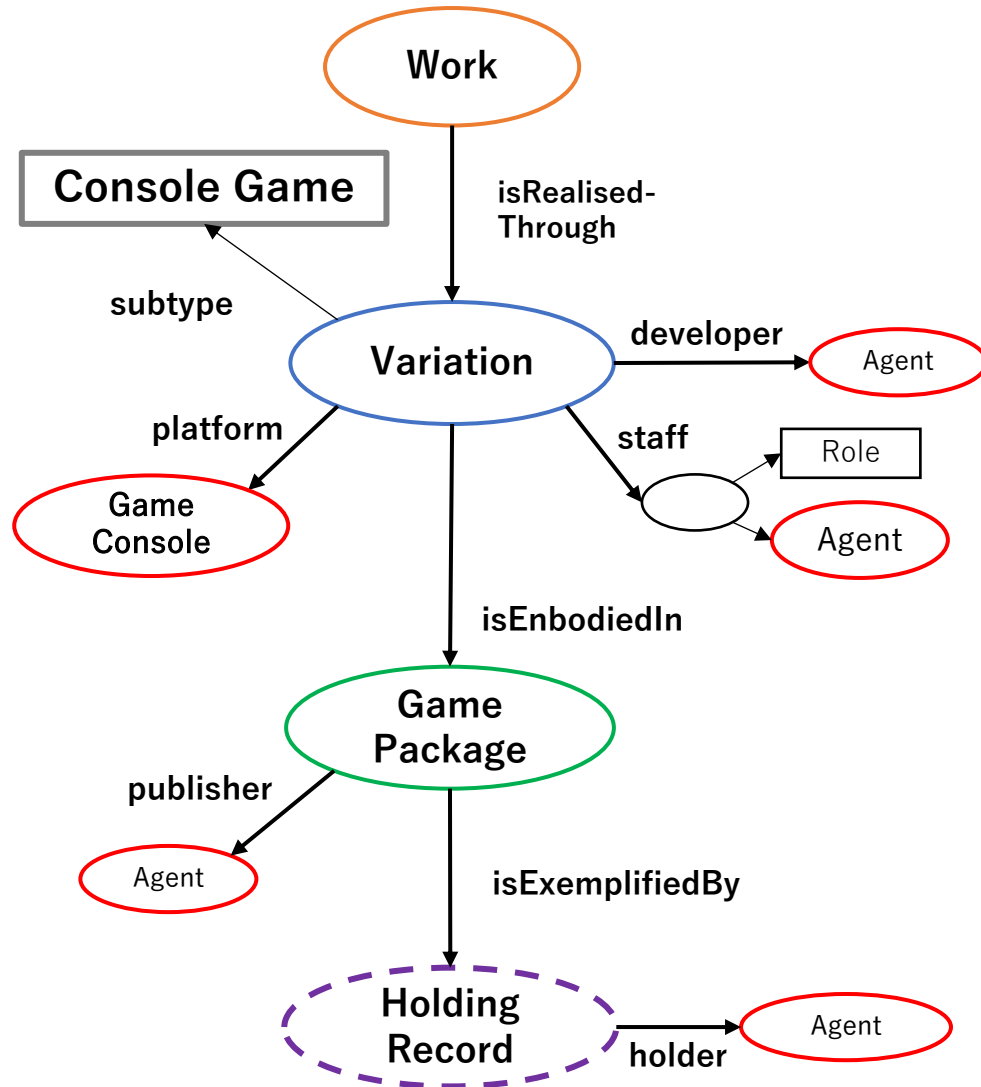 Work
Console Game
isRealised-
Through
subtype
developer
Variation
Agent
platform
staff
Role
Game
Console
Agent
isEnbodiedIn
Game
Package
publisher
Agent
isExemplifiedBy
Holding
Record
Agent
holder